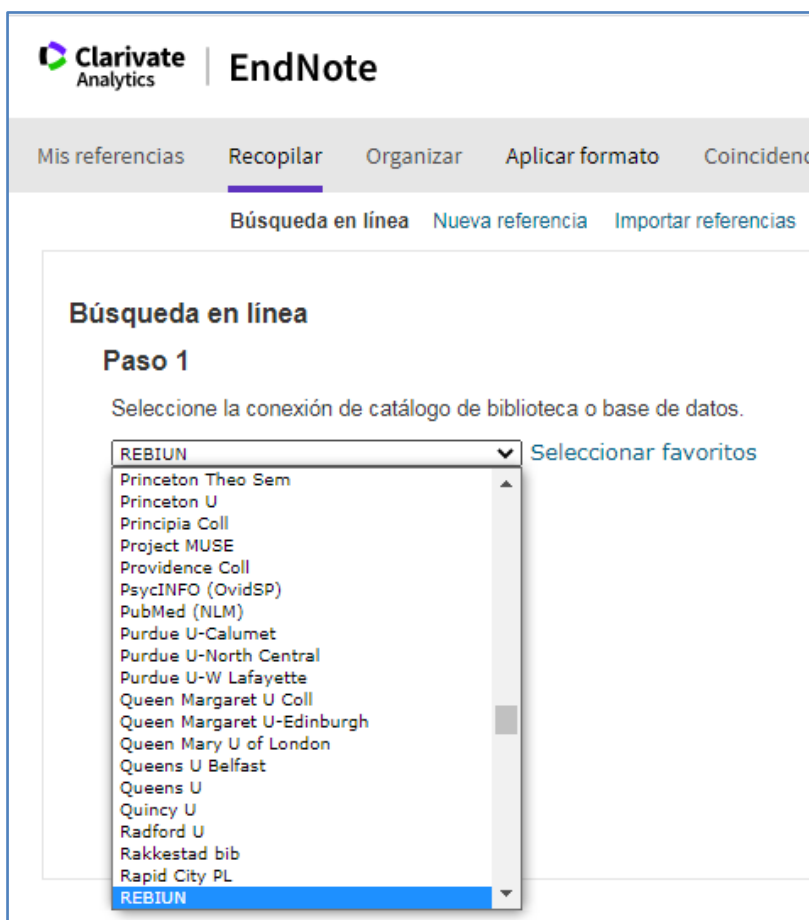 Clarivate
Analytics
EndNote
Mis referencias Recopilar Organizar Aplicar formato Coincidenc
Búsqueda en línea Nueva referencia Importar referencias
Búsqueda en línea
Paso 1
Seleccione la conexión de catálogo de biblioteca o base de datos.
REBIUN Seleccionar favoritos
Princeton Theo Sem
Princeton U
Principia Coll
Project MUSE
Providence Coll
PsycINFO (OvidSP)
PubMed (NLM)
Purdue U-Calumet
Purdue U-North Central
Purdue U-W Lafayette
Queen Margaret U Coll
Queen Margaret U-Edinburgh
Queen Mary U of London
Queens U Belfast
Queens U
Quincy U
Radford U
Rakkestad bib
Rapid City PL
REBIUN